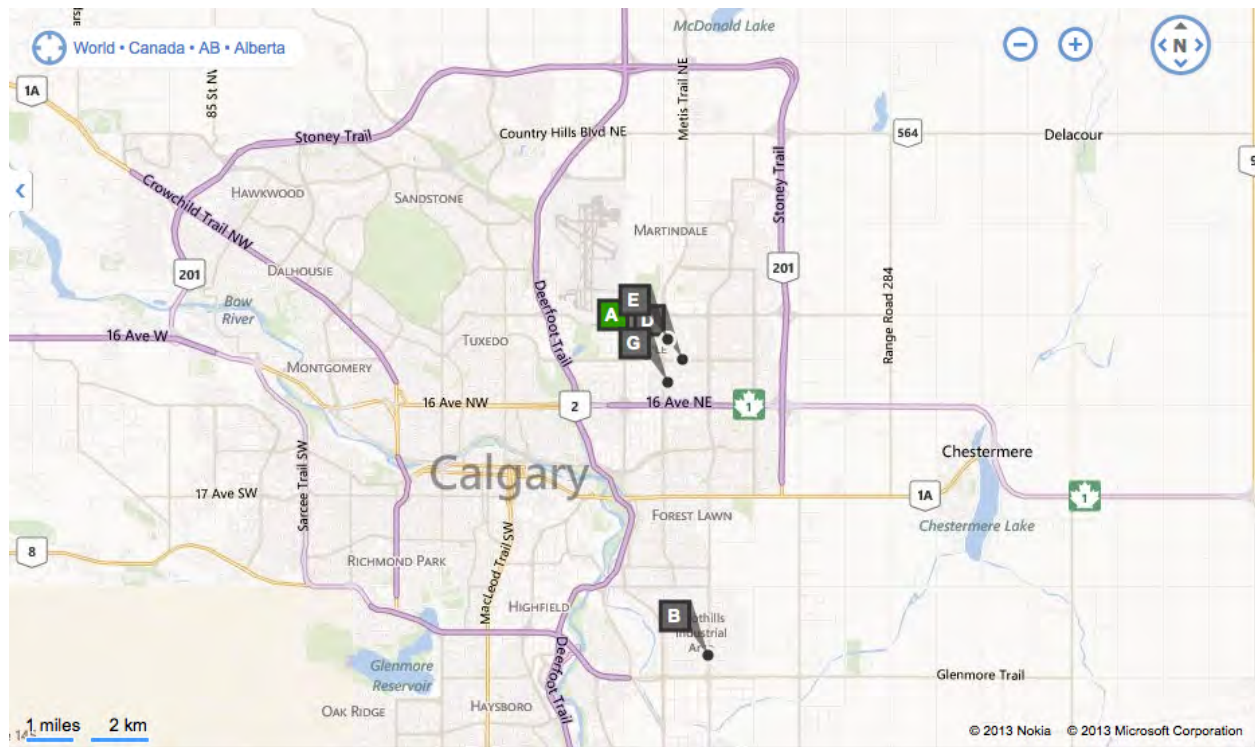 McDonald Lake
World • Canada • AB • Alberta
N
1A
85 St NW
Metis Trail NE
Stoney Trail
Country Hills Blvd NE
564
Delacour
9
Crowchild Trail NW
HAWKWOOD
SANDSTONE
Stoney Trail
MARTINDALE
DALHOUSIE
201
201
Range Road 284
Bow
River
Deerfoot Trail
E
A
D
G
16 Ave W
TUXEDO
MONTGOMERY
16 Ave NW
2
16 Ave NE
1
Calgary
Chestermere
Sarcee Trail SW
17 Ave SW
1A
1
FOREST LAWN
Chestermere Lake
8
MacLeod Trail SW
RICHMOND PARK
HIGHFIELD
B
Industrial
Deerfoot Trail
Glenmore
Reservoir
Glenmore Trail
OAK RIDGE
HAYSBORO
1 miles
2 km
© 2013 Nokia © 2013 Microsoft Corporation